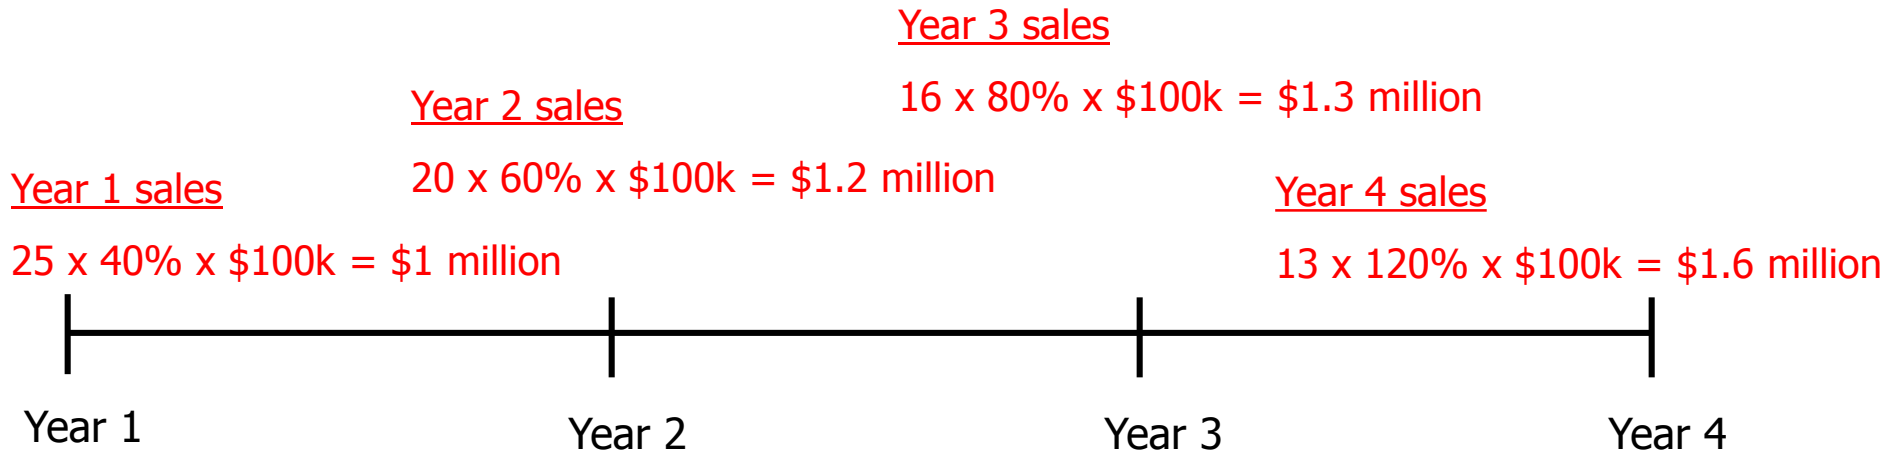 Year 1 sales
25 x 40% x $100k = $1 million
Year 2 sales
20 x 60% x $100k = $1.2 million
Year 3 sales
16 x 80% x $100k = $1.3 million
Year 4 sales
13 x 120% x $100k = $1.6 million
Year 1
Year 2
Year 3
Year 4